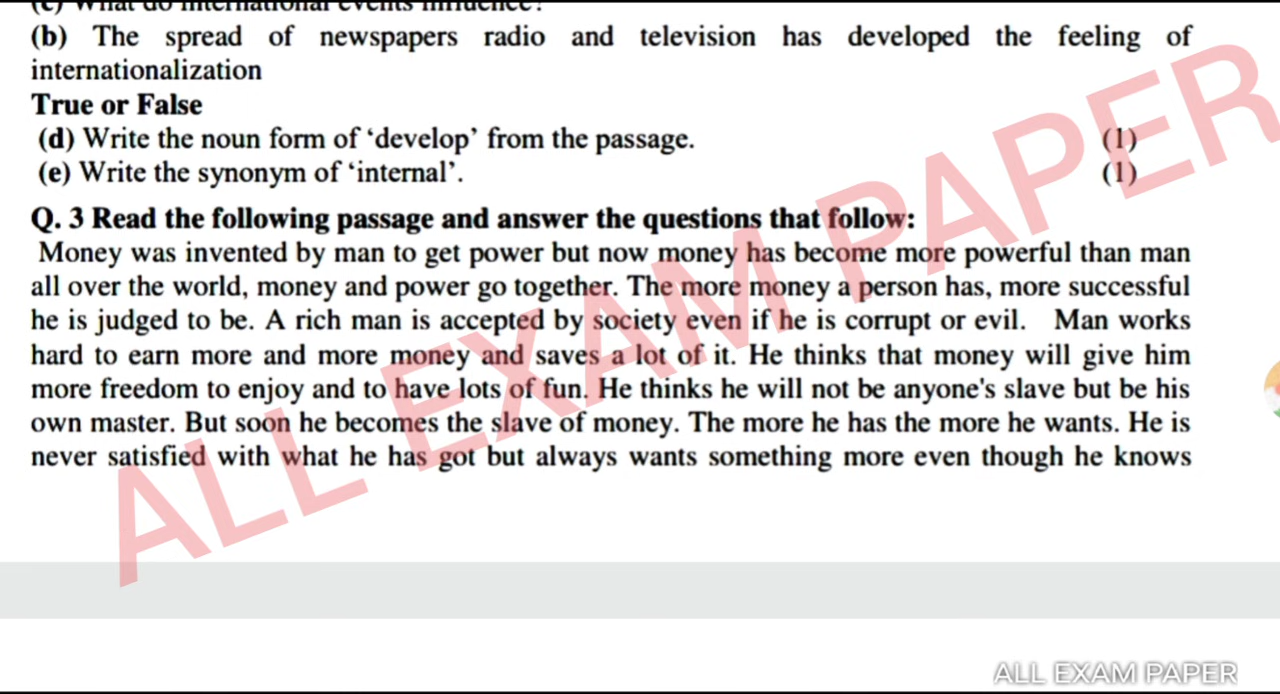 (c) What do international events influence?
(b) The spread of newspapers radio and television has developed the feeling of
internationalization
True or False
(d) Write the noun form of ‘develop’ from the passage. (1)
(e) Write the synonym of ‘internal’. (1)
Q. 3 Read the following passage and answer the questions that follow:
Money was invented by man to get power but now money has become more powerful than man
all over the world, money and power go together. The more money a person has, more successful
he is judged to be. A rich man is accepted by society even if he is corrupt or evil. Man works
hard to earn more and more money and saves a lot of it. He thinks that money will give him
more freedom to enjoy and to have lots of fun. He thinks he will not be anyone's slave but be his
own master. But soon he becomes the slave of money. The more he has the more he wants. He is
never satisfied with what he has got but always wants something more even though he knows
ALL EXAM PAPER
ALL EXAM PAPER